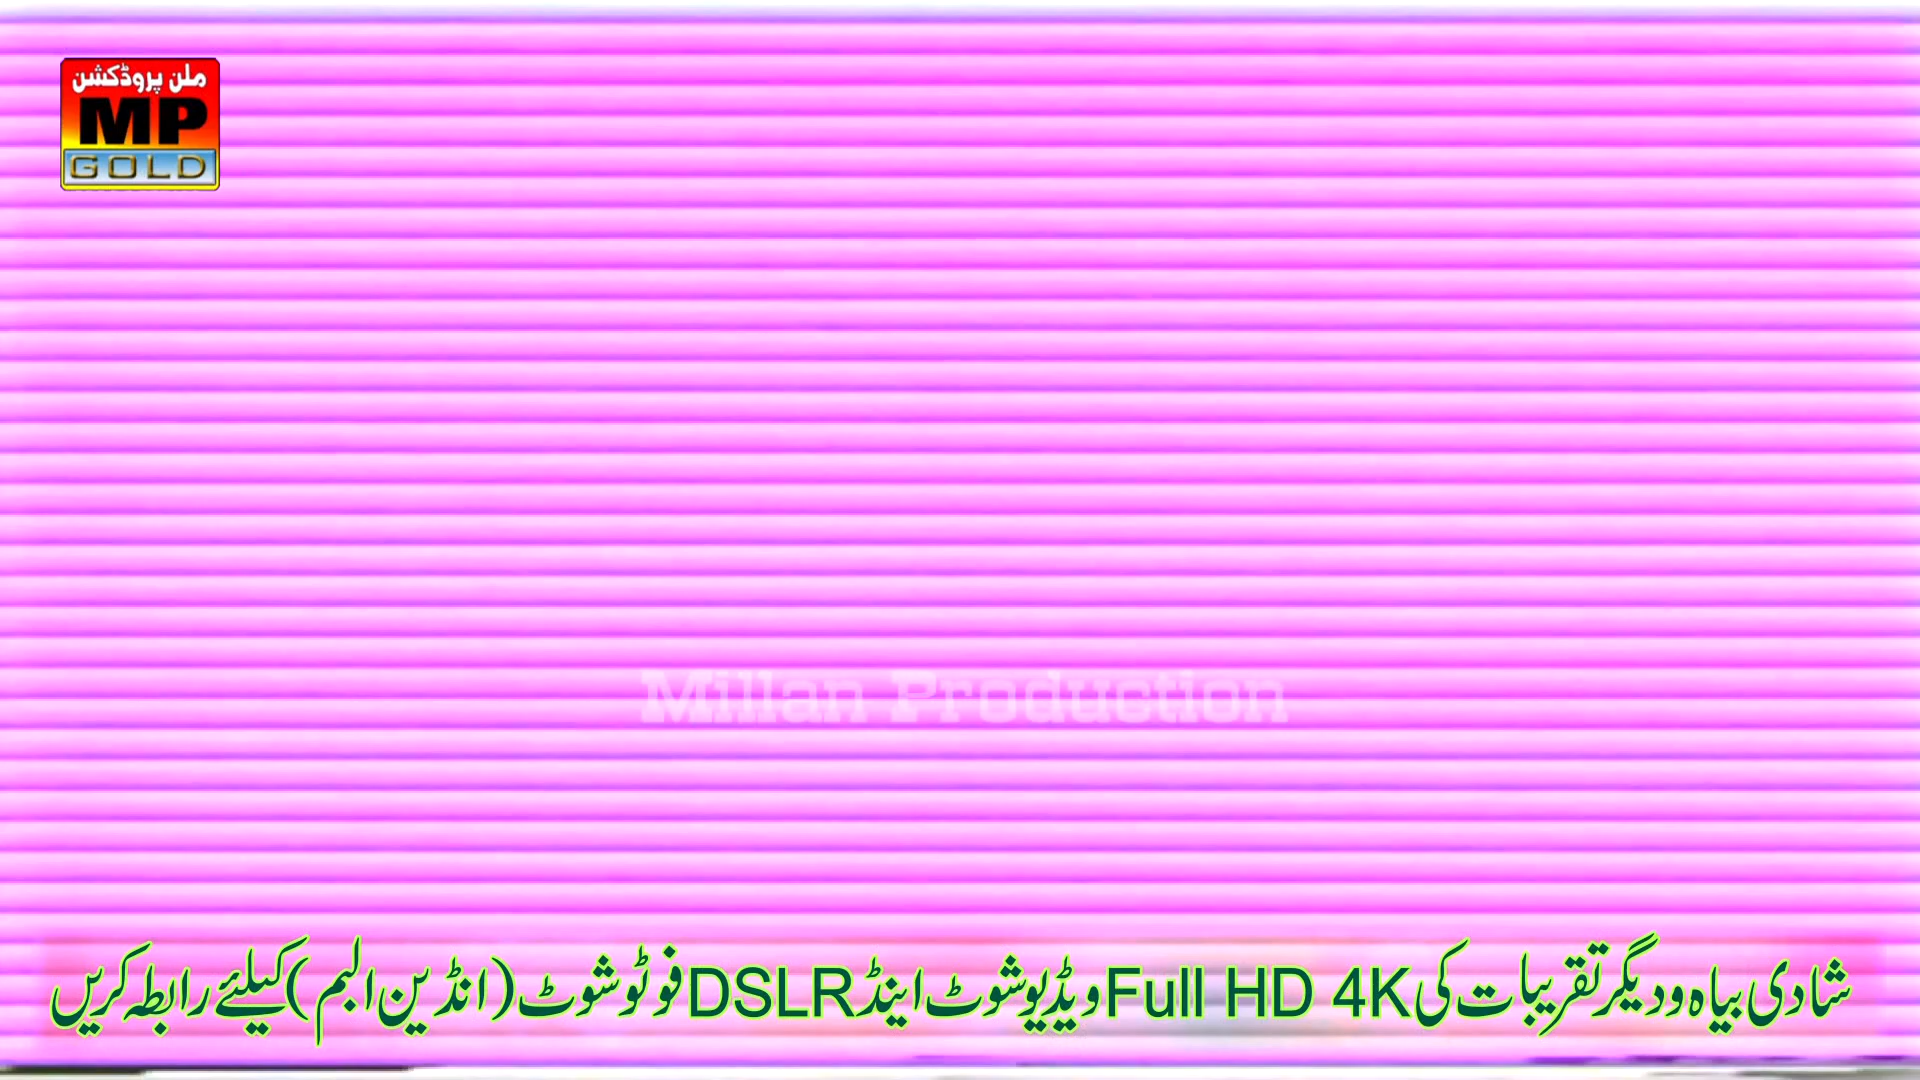 ملن پروڈکشن
MP
GOLD
Millan Production
شادی بیاہ ودیگر تقریبات کی Full HD 4K ویڈیو شوٹ اینڈ DSLR فوٹو شوٹ (انڈین البم) کیلئے رابطہ کریں